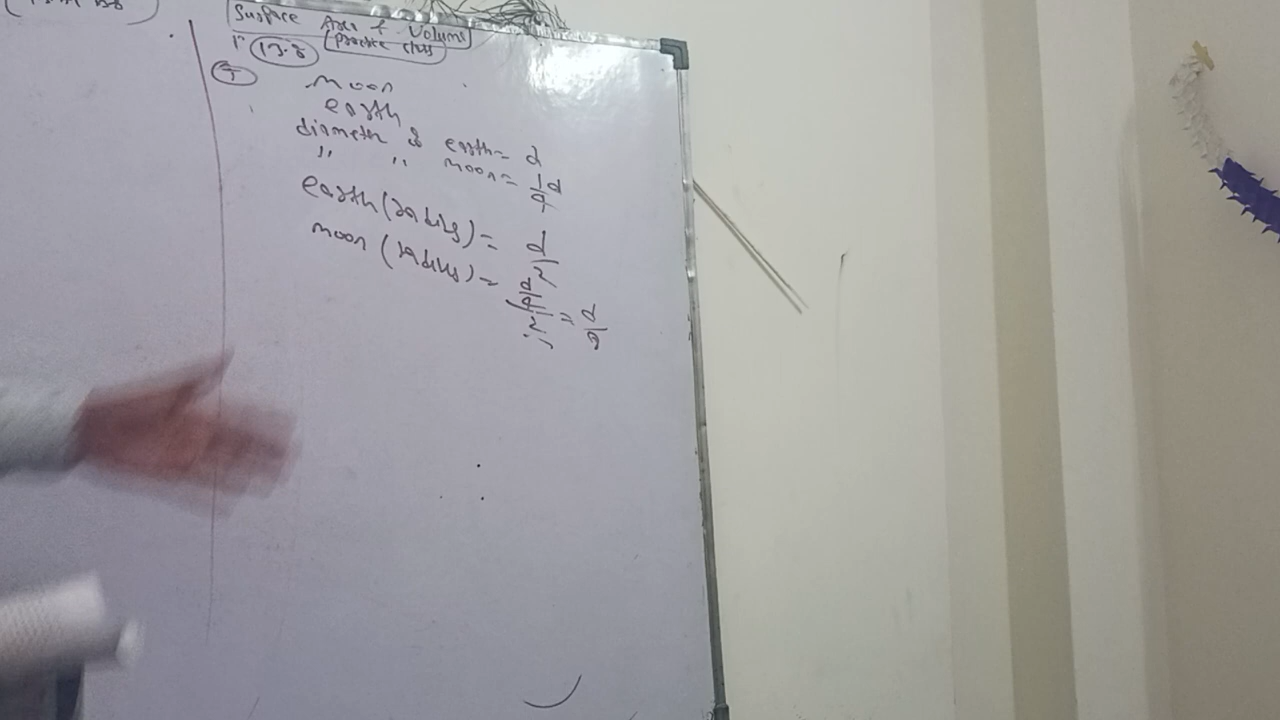 Surface Area & Volume
13.8 Practice class
moon
earth
diameter of earth = d
" " moon = 1/4 d
earth (radius) = d/2
moon (radius) = d/4/2 = d/8